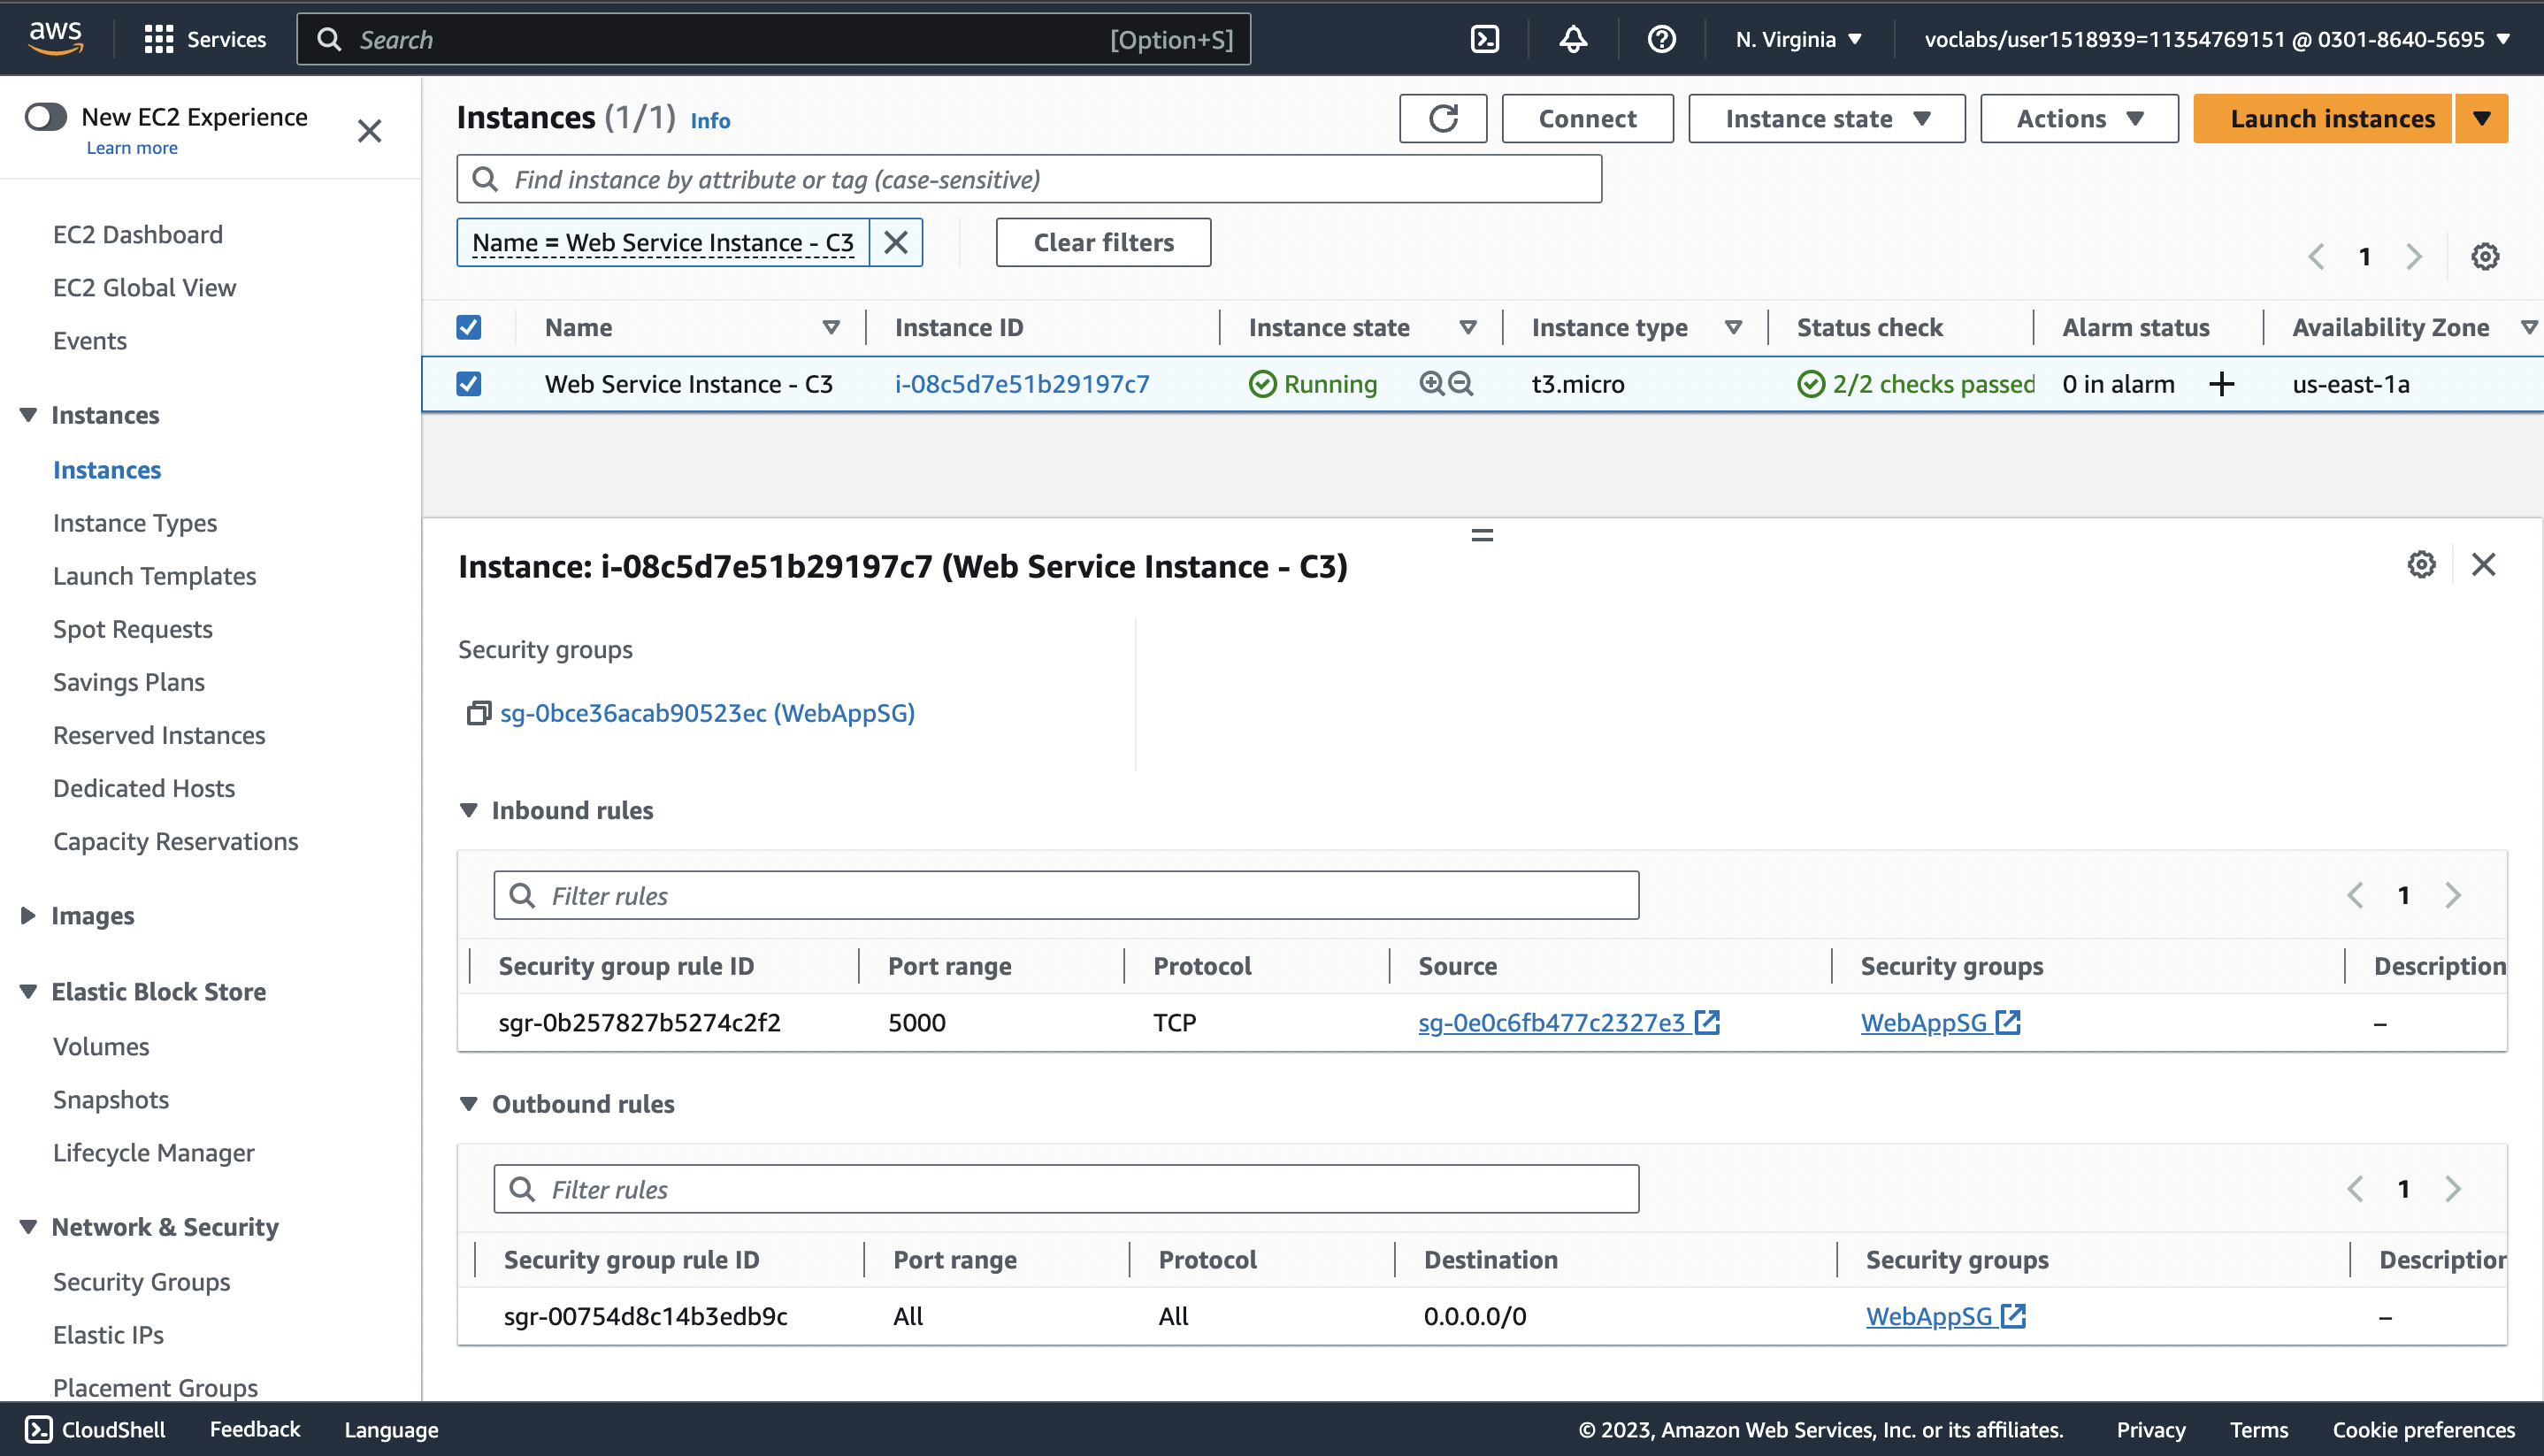 aws
Services
Search
[Option+S]
N. Virginia
voclabs/user1518939=11354769151 @ 0301-8640-5695
New EC2 Experience
Learn more
EC2 Dashboard
EC2 Global View
Events
Instances
Instances
Instance Types
Launch Templates
Spot Requests
Savings Plans
Reserved Instances
Dedicated Hosts
Capacity Reservations
Images
Elastic Block Store
Volumes
Snapshots
Lifecycle Manager
Network & Security
Security Groups
Elastic IPs
Placement Groups
Instances (1/1) Info
Connect
Instance state
Actions
Launch instances
Find instance by attribute or tag (case-sensitive)
Name = Web Service Instance - C3
Clear filters
1
Name Instance ID Instance state Instance type Status check Alarm status Availability Zone
Web Service Instance - C3 i-08c5d7e51b29197c7 Running t3.micro 2/2 checks passed 0 in alarm us-east-1a
Instance: i-08c5d7e51b29197c7 (Web Service Instance - C3)
Security groups
sg-0bce36acab90523ec (WebAppSG)
Inbound rules
Filter rules
1
Security group rule ID Port range Protocol Source Security groups Description
sgr-0b257827b5274c2f2 5000 TCP sg-0e0c6fb477c2327e3 WebAppSG –
Outbound rules
Filter rules
1
Security group rule ID Port range Protocol Destination Security groups Description
sgr-00754d8c14b3edb9c All All 0.0.0.0/0 WebAppSG –
CloudShell
Feedback
Language
© 2023, Amazon Web Services, Inc. or its affiliates.
Privacy
Terms
Cookie preferences